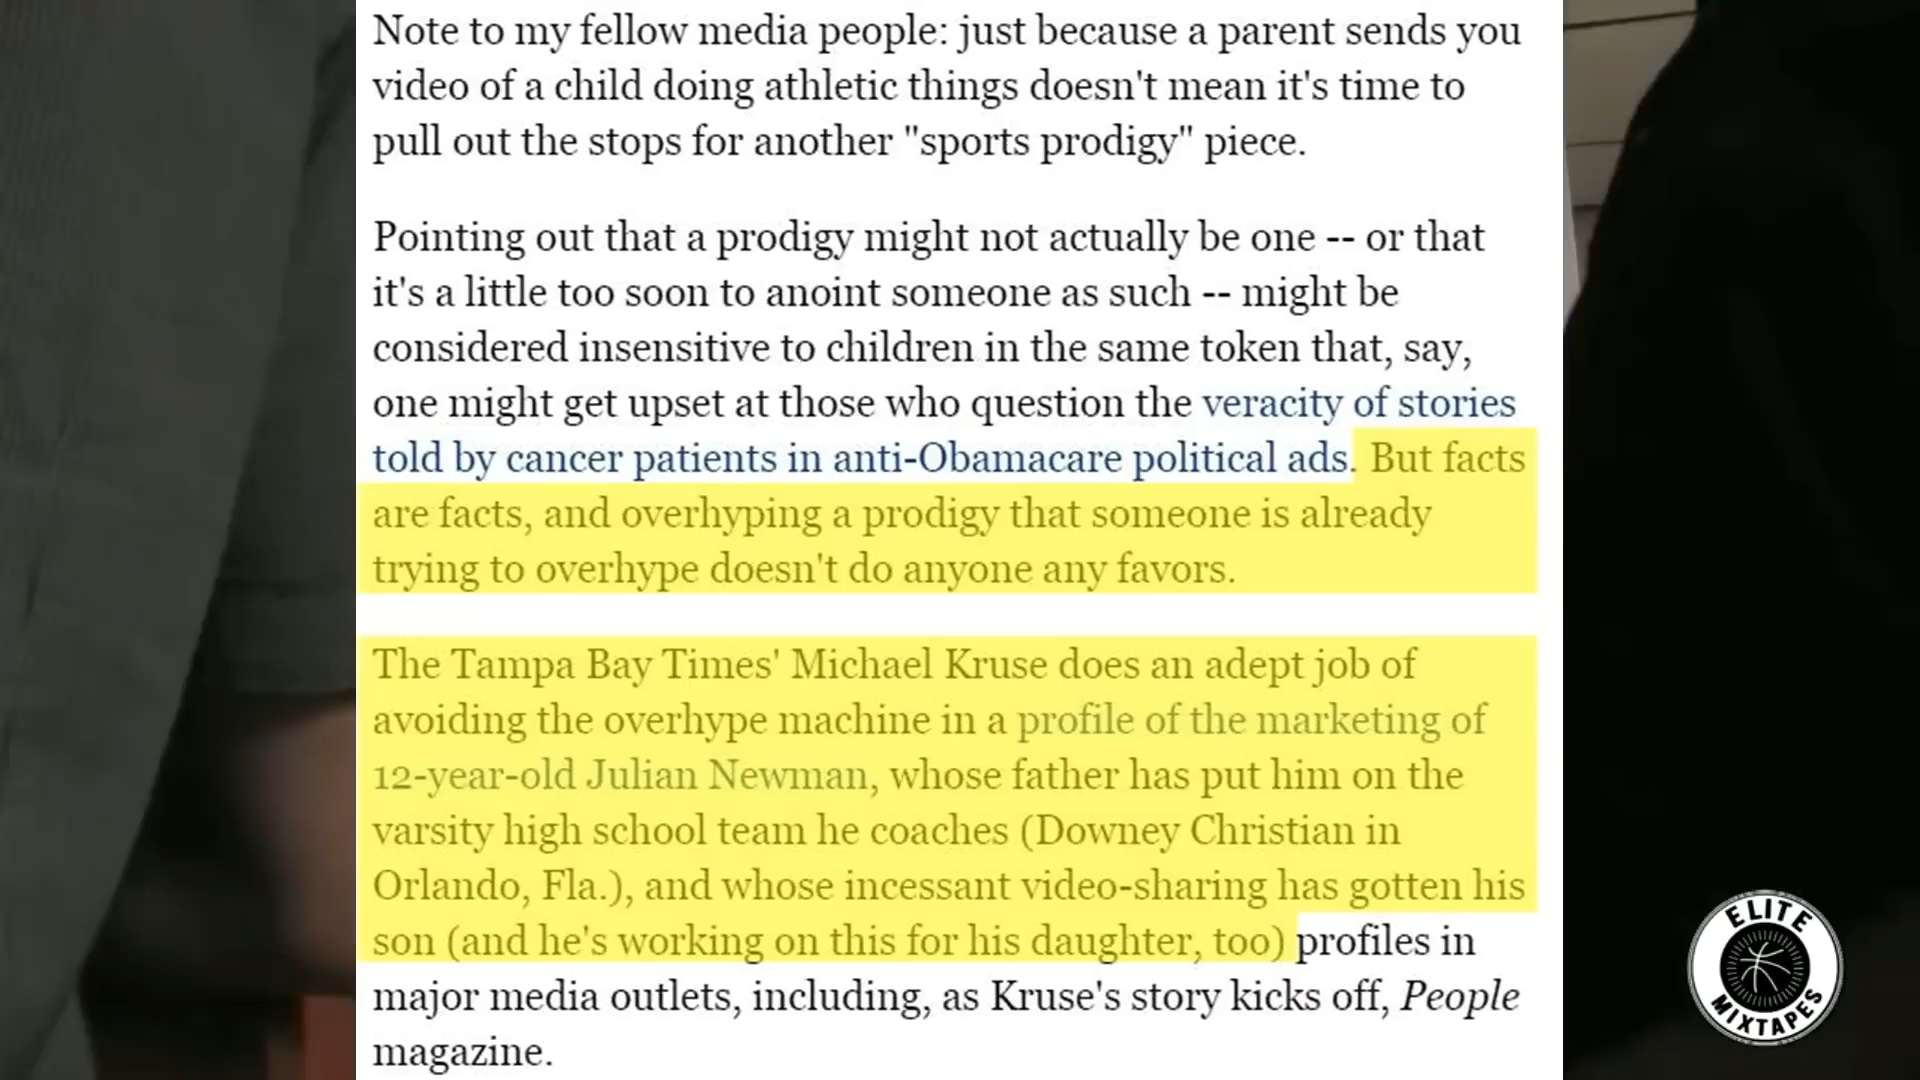 Note to my fellow media people: just because a parent sends you
video of a child doing athletic things doesn't mean it's time to
pull out the stops for another "sports prodigy" piece.
Pointing out that a prodigy might not actually be one -- or that
it's a little too soon to anoint someone as such -- might be
considered insensitive to children in the same token that, say,
one might get upset at those who question the veracity of stories
told by cancer patients in anti-Obamacare political ads. But facts
are facts, and overhyping a prodigy that someone is already
trying to overhype doesn't do anyone any favors.
The Tampa Bay Times' Michael Kruse does an adept job of
avoiding the overhype machine in a profile of the marketing of
12-year-old Julian Newman, whose father has put him on the
varsity high school team he coaches (Downey Christian in
Orlando, Fla.), and whose incessant video-sharing has gotten his
son (and he's working on this for his daughter, too) profiles in
major media outlets, including, as Kruse's story kicks off, People
magazine.
ELITE
MIXTAPES